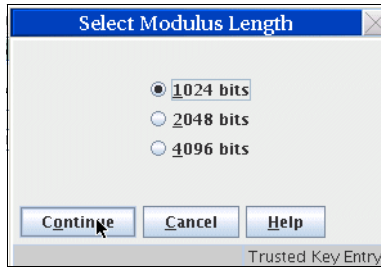 Select Modulus Length
1024 bits
2048 bits
4096 bits
Continue Cancel Help
Trusted Key Entry